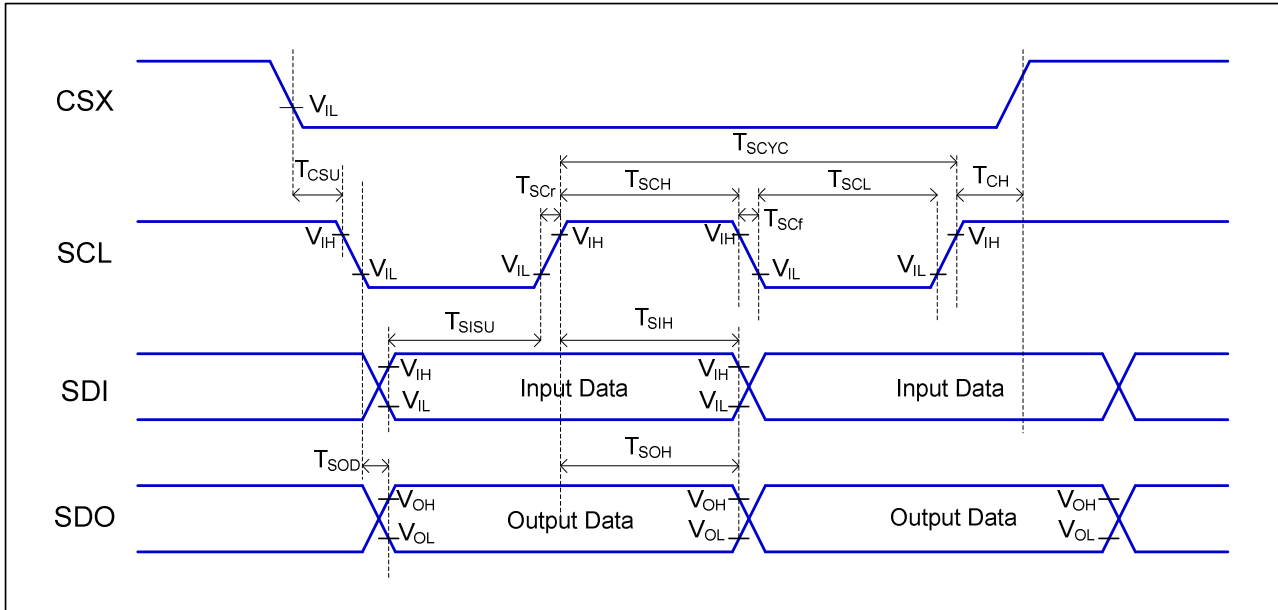 CSX
V_IL
T_SCYC
T_CSU
T_SCr
T_SCH
T_SCL
T_CH
T_SCf
SCL
V_IH
V_IL
V_IL
V_IH
V_IH
V_IL
V_IL
V_IH
T_SISU
T_SIH
SDI
V_IH
V_IL
Input Data
V_IH
V_IL
Input Data
T_SOD
T_SOH
SDO
V_OH
V_OL
Output Data
V_OH
V_OL
Output Data
V_OH
V_OL